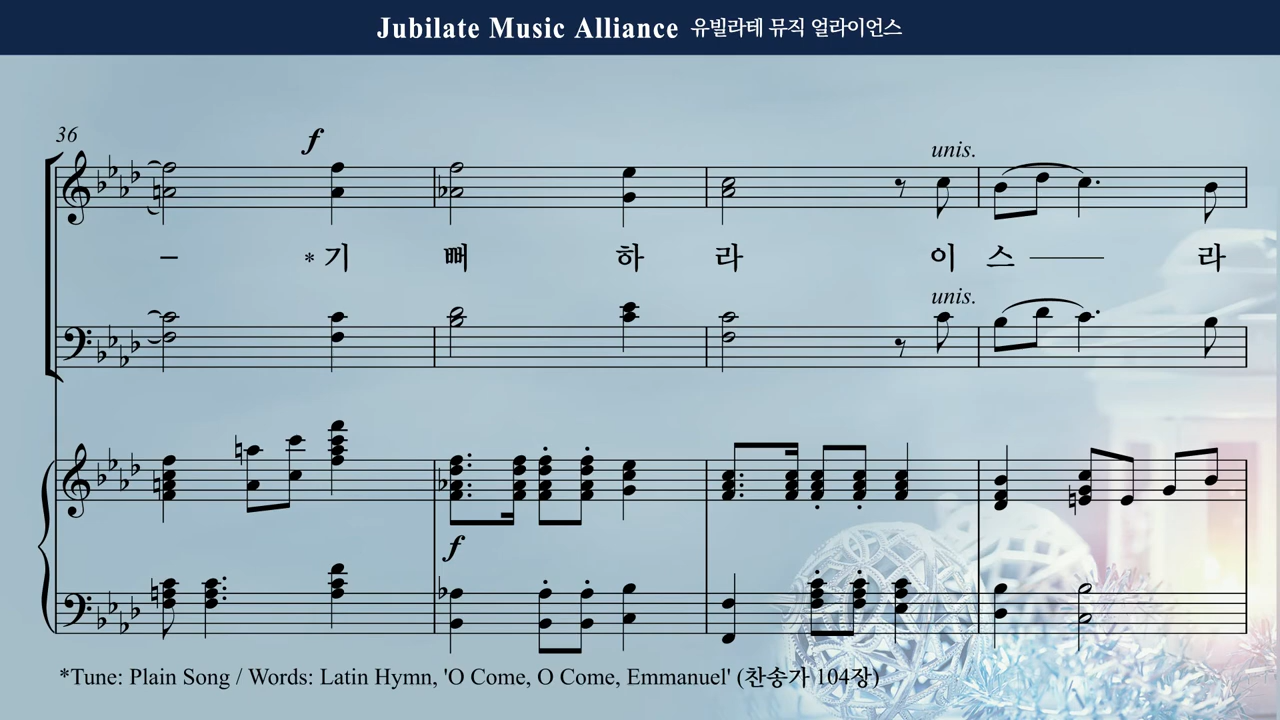 Jubilate Music Alliance 유빌라테 뮤직 얼라이언스
36
f
unis.
– *기 뻐 하 라 이 스 라
unis.
f
*Tune: Plain Song / Words: Latin Hymn, 'O Come, O Come, Emmanuel' (찬송가 104장)